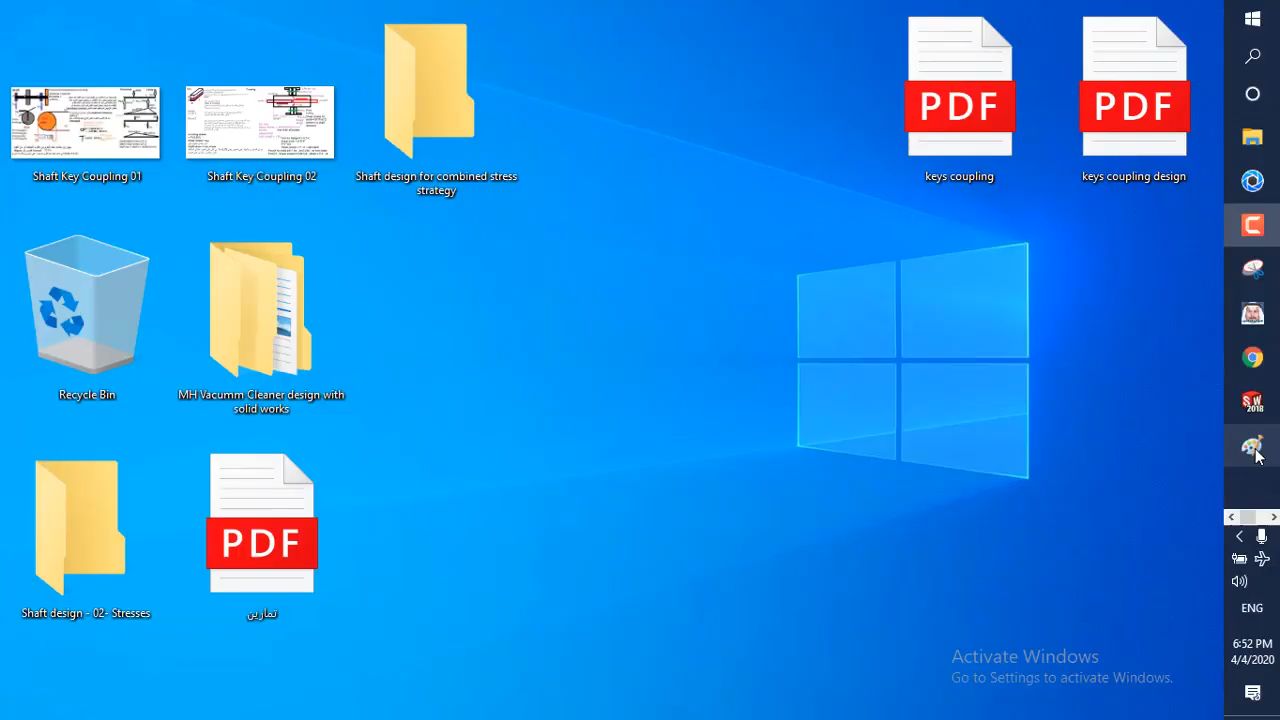 Shaft Key Coupling 01
Shaft Key Coupling 02
Shaft design for combined stress
strategy
PDF
keys coupling
PDF
keys coupling design
Recycle Bin
MH Vacumm Cleaner design with
solid works
Shaft design - 02- Stresses
PDF
تمارين
SW
2018
ENG
6:52 PM
4/4/2020
Activate Windows
Go to Settings to activate Windows.